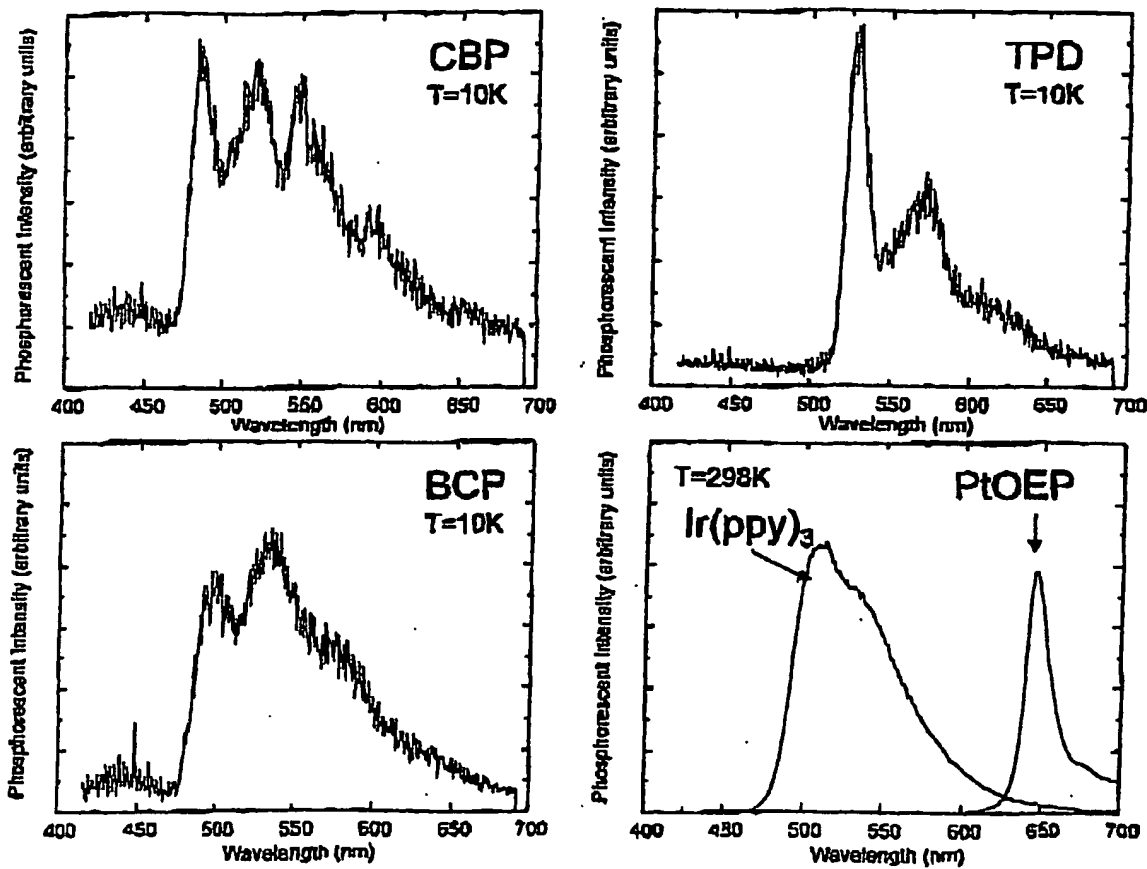 Phosphorescent Intensity (arbitrary units)
CBP
T=10K
400 450 500 550 600 650 700
Wavelength (nm)
Phosphorescent Intensity (arbitrary units)
TPD
T=10K
400 450 500 550 600 650 700
Wavelength (nm)
Phosphorescent Intensity (arbitrary units)
BCP
T=10K
400 450 500 550 600 650 700
Wavelength (nm)
Phosphorescent Intensity (arbitrary units)
T=298K
PtOEP
Ir(ppy)₃
400 450 500 550 600 650 700
Wavelength (nm)